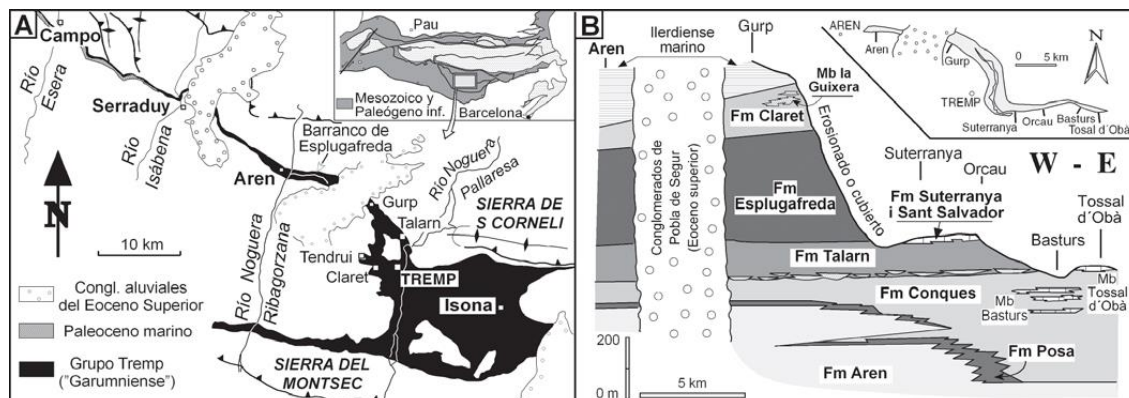 A
Campo
Río
Esera
Serraduy
Río
Isábena
Pau
Mesozoico y
Paleógeno inf.
Barcelona
Barranco de
Esplugafreda
Aren
Río Noguera
Pallaresa
Gurp
Talarn
SIERRA DE
S CORNELI
N
10 km
Tendrui
Claret
TREMP
Isona
Río Noguera
Ribagorzana
Congl. aluviales
del Eoceno Superior
Paleoceno marino
Grupo Tremp
("Garumniense")
SIERRA DEL
MONTSEC
B
Aren
Ilerdiense
marino
Gurp
Mb la
Guixera
Fm Claret
Erosionado o cubierto
Fm
Esplugafreda
Conglomerados de
Pobla de Segur
(Eoceno superior)
Fm Talarn
Suterranya
Orcau
Fm Suterranya
i Sant Salvador
W - E
Tossal
d´Obà
Basturs
Fm Conques
Mb
Basturs
Mb
Tossal
d´Obà
Fm Posa
Fm Aren
200
0 m
5 km
AREN
Aren
Gurp
0 5 km
N
TREMP
Suterranya
Orcau
Basturs
Tosal d´Obà